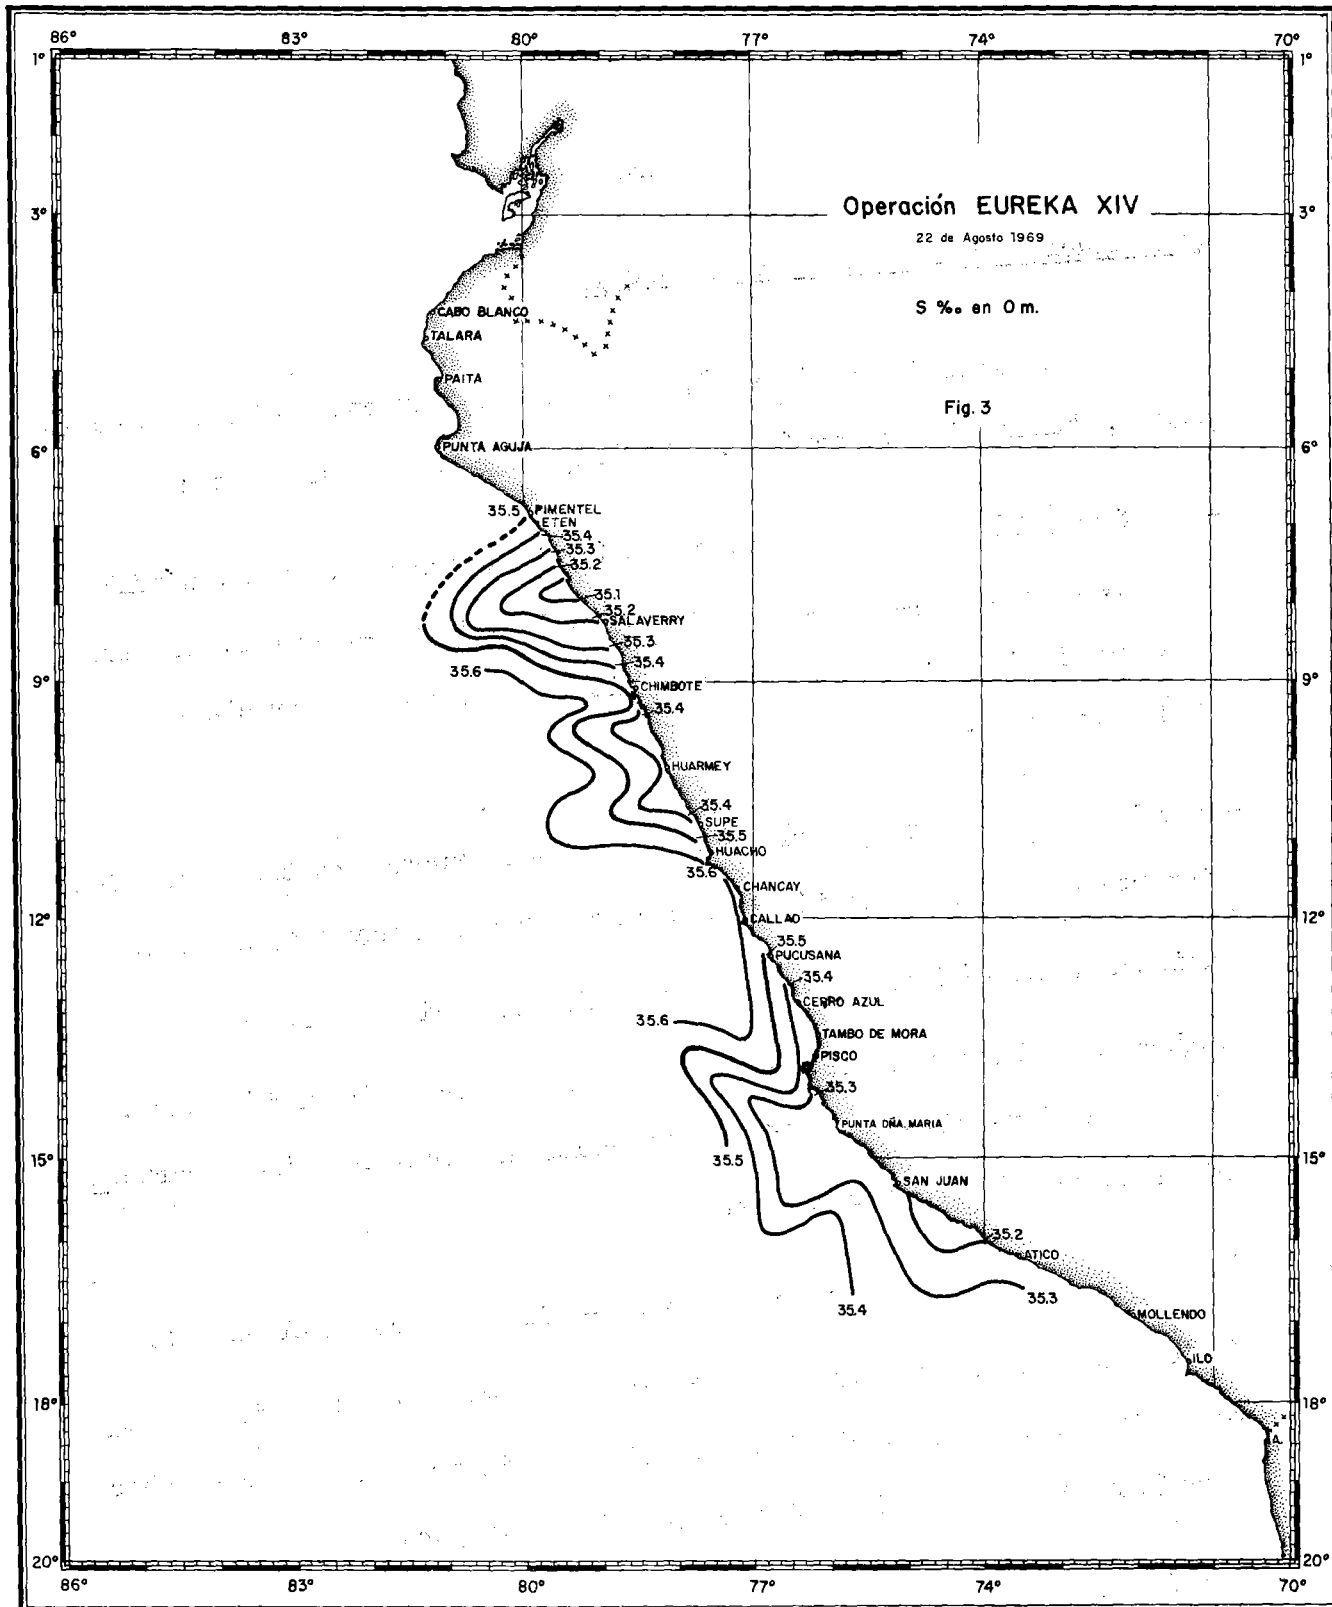 86° 83° 80° 77° 74° 70°
1° 1°
3° 3°
Operación EUREKA XIV
22 de Agosto 1969
S ‰ en 0 m.
CABO BLANCO
TALARA
PAITA
Fig. 3
6° PUNTA AGUJA 6°
35.5 PIMENTEL
ETEN
35.4
35.3
35.2
35.1
35.2
SALAVERRY
35.3
35.4
35.6
9° CHIMBOTE 9°
35.4
HUARMEY
35.4
SUPE
35.5
HUACHO
35.6
CHANCAY
12° CALLAO 12°
35.5
PUCUSANA
35.4
CERRO AZUL
35.6
TAMBO DE MORA
PISCO
35.3
PUNTA DÑA. MARIA
15° 35.5 15°
SAN JUAN
35.2
ATICO
35.4 35.3
MOLLENDO
ILO
18° 18°
A.
20° 20°
86° 83° 80° 77° 74° 70°